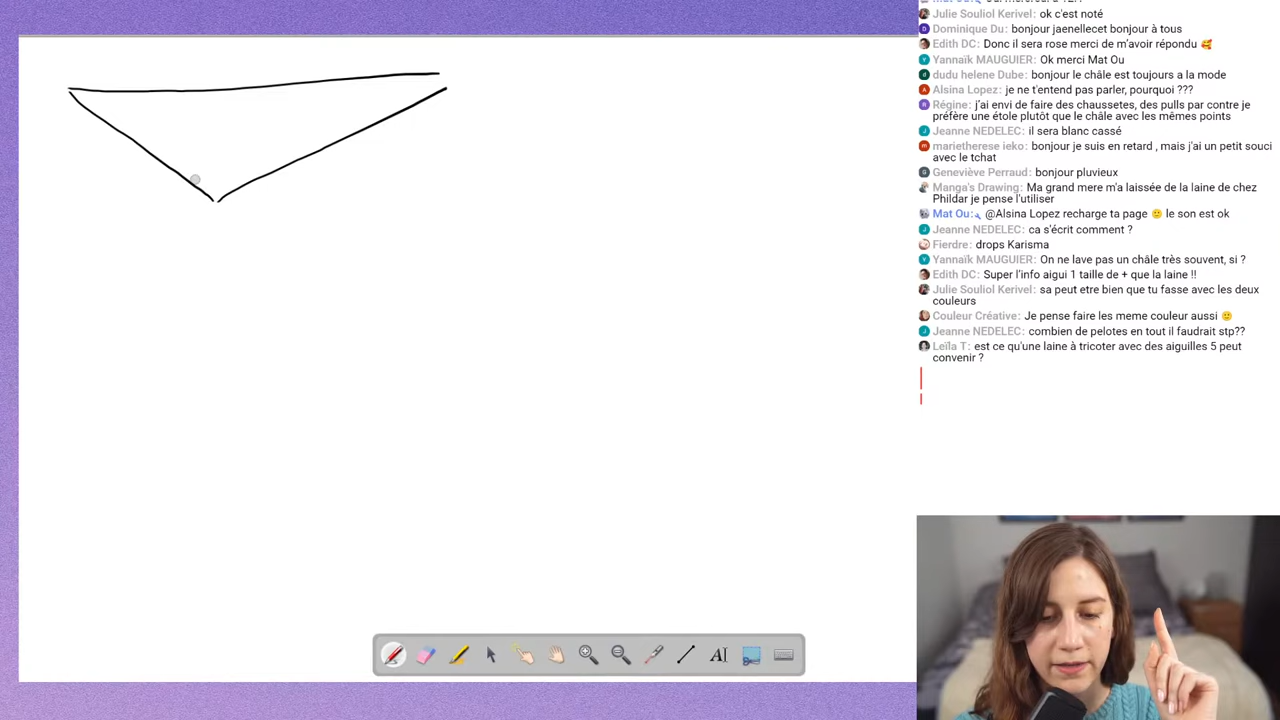 Julie Souliol Kerivel: ok c'est noté
Dominique Du: bonjour jaenellecet bonjour à tous
Edith DC: Donc il sera rose merci de m'avoir répondu 🥰
Yannaïk MAUGUIER: Ok merci Mat Ou
dudu helene Dube: bonjour le châle est toujours a la mode
Alsina Lopez: je ne t'entend pas parler, pourquoi ???
Régine: j'ai envi de faire des chaussetes, des pulls par contre je
préfère une étole plutôt que le châle avec les mêmes points
Jeanne NEDELEC: il sera blanc cassé
marietherese ieko: bonjour je suis en retard , mais j'ai un petit souci
avec le tchat
Geneviève Perraud: bonjour pluvieux
Manga's Drawing: Ma grand mere m'a laissée de la laine de chez
Phildar je pense l'utiliser
Mat Ou: @Alsina Lopez recharge ta page 🙂 le son est ok
Jeanne NEDELEC: ca s'écrit comment ?
Fierdre: drops Karisma
Yannaïk MAUGUIER: On ne lave pas un châle très souvent, si ?
Edith DC: Super l'info aigui 1 taille de + que la laine !!
Julie Souliol Kerivel: sa peut etre bien que tu fasse avec les deux
couleurs
Couleur Créative: Je pense faire les meme couleur aussi 🙂
Jeanne NEDELEC: combien de pelotes en tout il faudrait stp??
Leïla T: est ce qu'une laine à tricoter avec des aiguilles 5 peut
convenir ?
AI